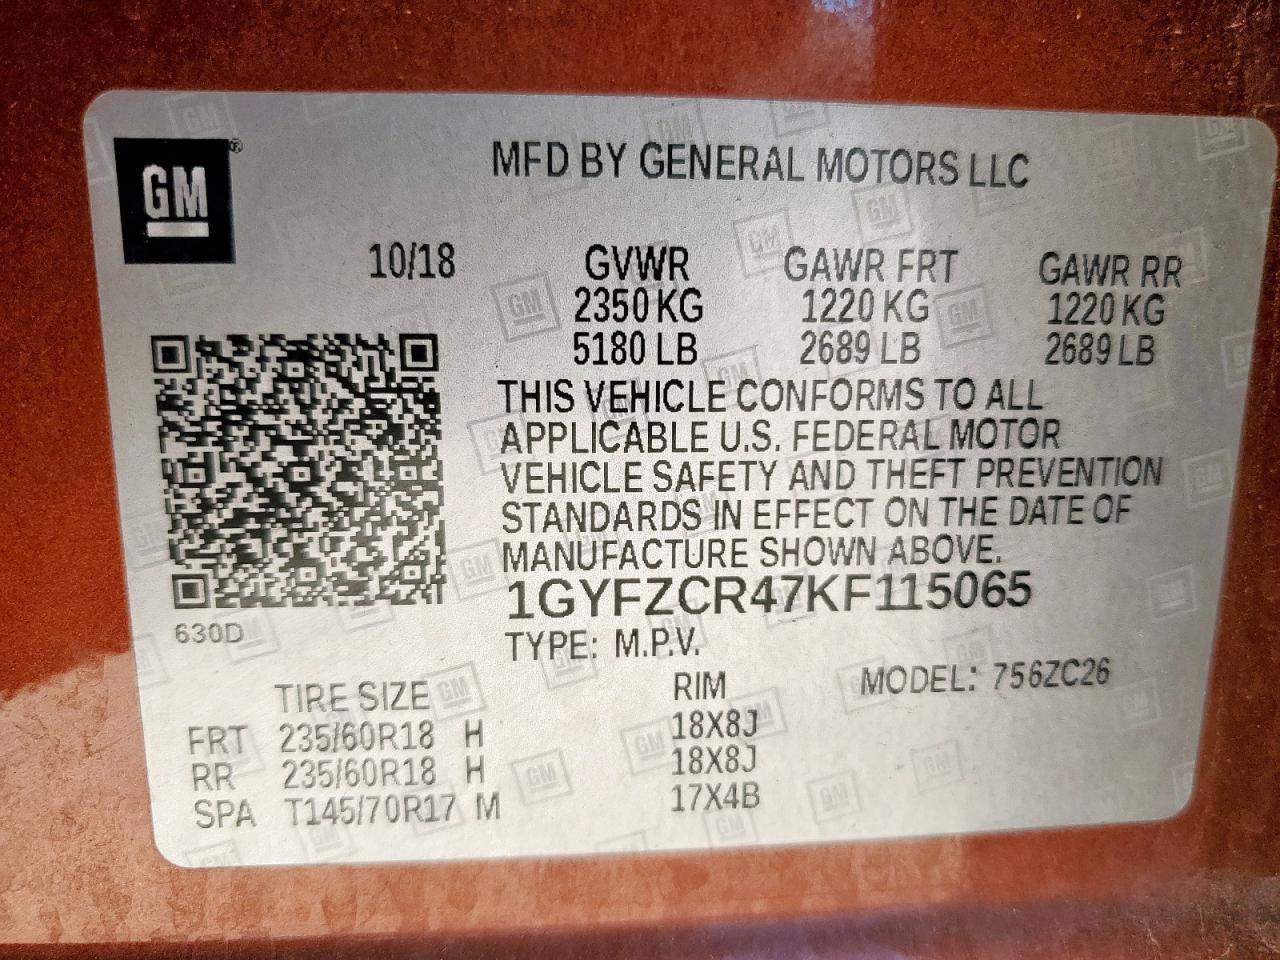 GM ®
MFD BY GENERAL MOTORS LLC
10/18 GVWR GAWR FRT GAWR RR
2350 KG 1220 KG 1220 KG
5180 LB 2689 LB 2689 LB
THIS VEHICLE CONFORMS TO ALL
APPLICABLE U.S. FEDERAL MOTOR
VEHICLE SAFETY AND THEFT PREVENTION
STANDARDS IN EFFECT ON THE DATE OF
MANUFACTURE SHOWN ABOVE.
1GYFZCR47KF115065
630D
TYPE: M.P.V.
MODEL: 756ZC26
TIRE SIZE RIM
FRT 235/60R18 H 18X8J
RR 235/60R18 H 18X8J
SPA T145/70R17 M 17X4B